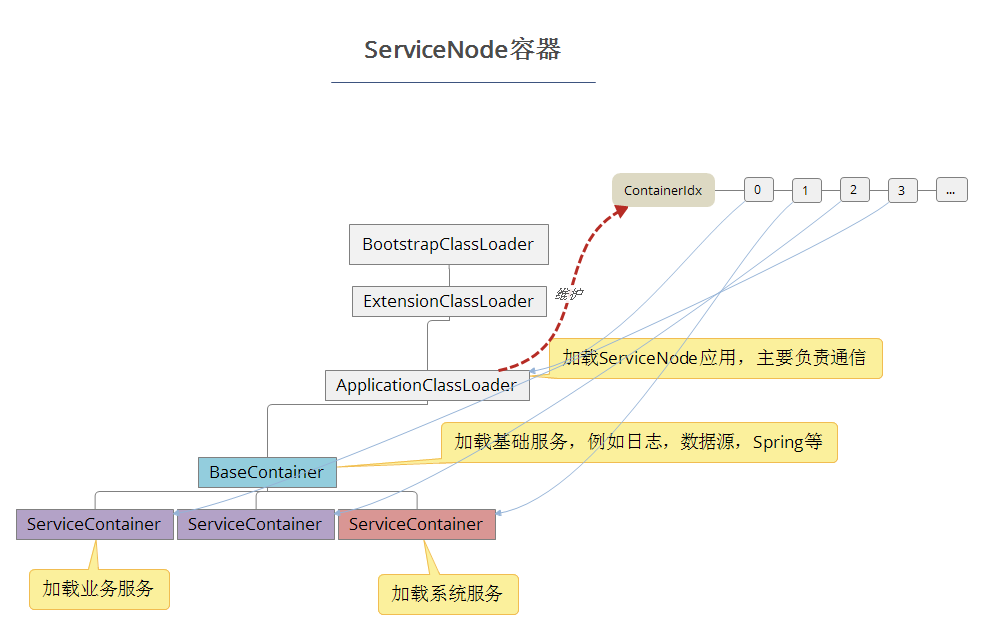 ServiceNode容器
ContainerIdx
0
1
2
3
...
BootstrapClassLoader
ExtensionClassLoader
维护
加载ServiceNode应用，主要负责通信
ApplicationClassLoader
加载基础服务，例如日志，数据源，Spring等
BaseContainer
ServiceContainer
ServiceContainer
ServiceContainer
加载业务服务
加载系统服务